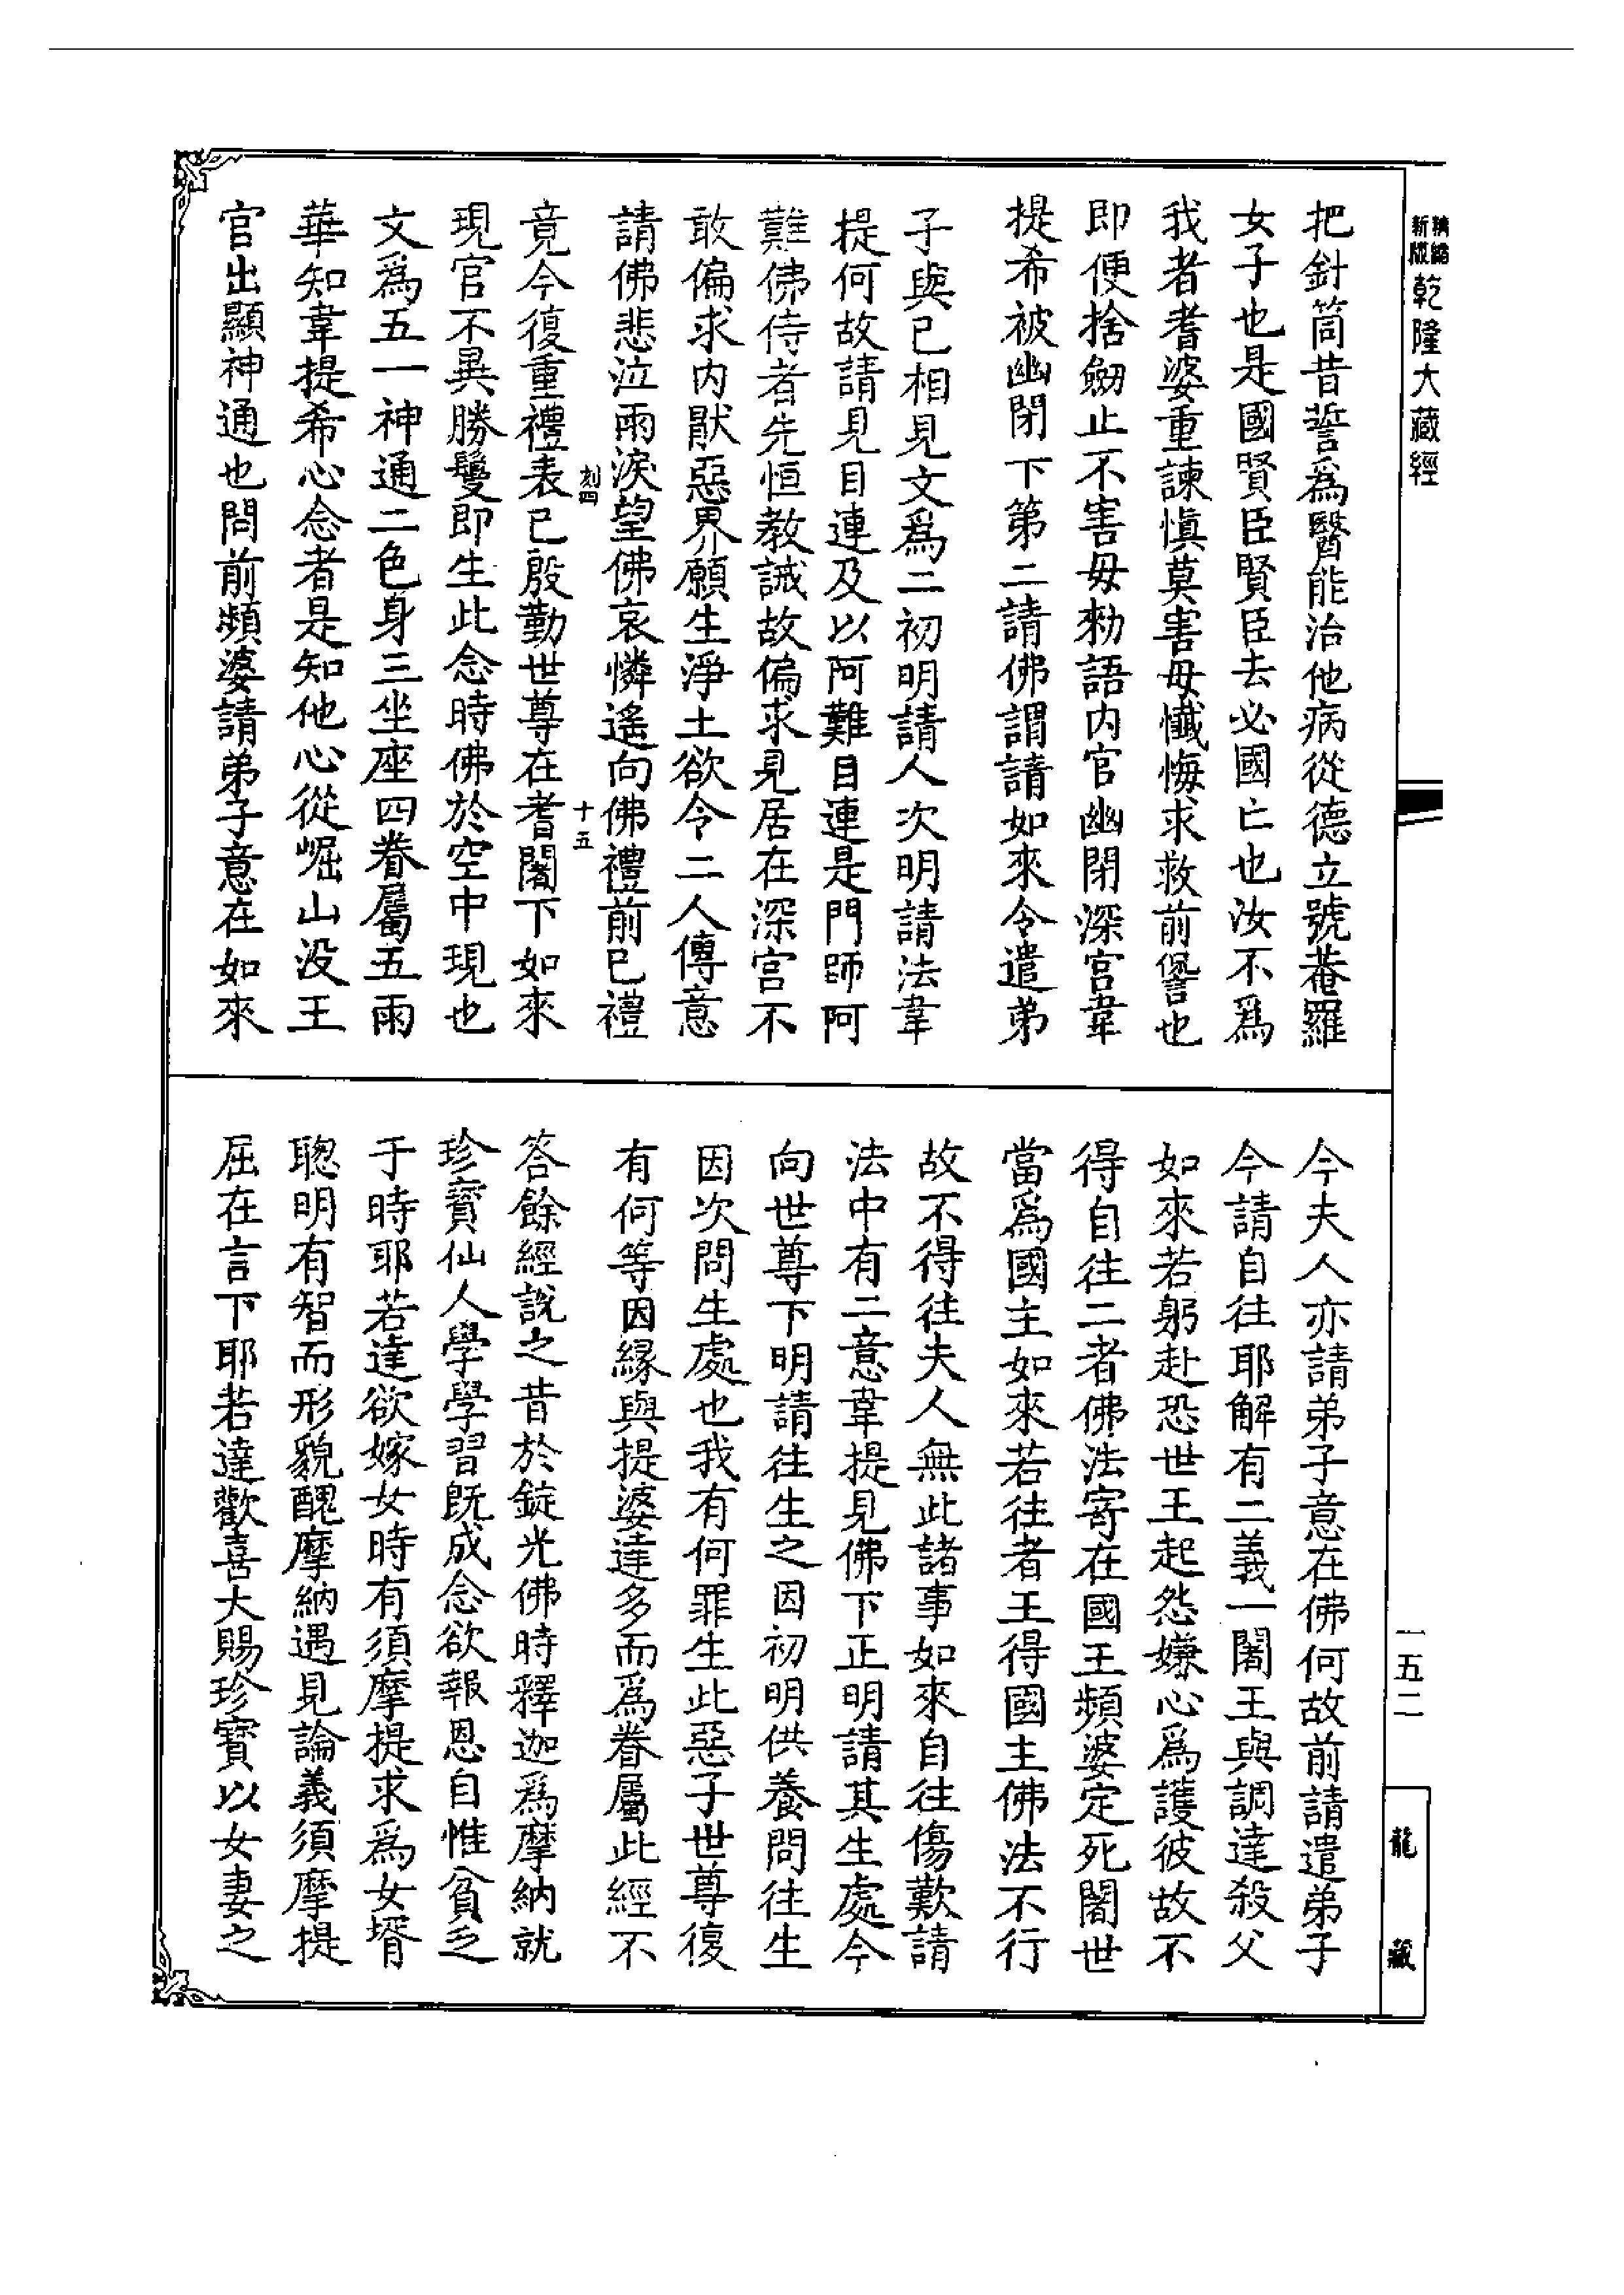 精縮新版乾隆大藏經
把針筒昔誓爲醫能治他病從德立號菴羅
女子也是國賢臣賢臣去必國亡也汝不爲
我者耆婆重諫愼莫害母懺悔求救前𠎝也
即便捨劒止不害毋勑語内官幽閉深宮韋
提希被幽閉下第二請佛謂請如來令遣弟
子與已相見文爲二初明請人次明請法韋
提何故請見目連及以阿難目連是門師阿
難佛侍者先恒教誡故偏求見居在深宮不
敢偏求内猒惡界願生淨土欲令二人傳意
請佛悲泣雨淚望佛哀憐遙向佛禮前已禮
刻四
十五
竟今復重禮表已殷勤世尊在耆闍下如來
現官不異勝鬘即生此念時佛於空中現也
文爲五一神通二色身三坐座四眷屬五雨
華知韋提希心念者是知他心從崛山没王
官出顯神通也問前頻婆請弟子意在如來
今夫人亦請弟子意在佛何故前請遣弟子
今請自往耶解有二義一闍王與調達殺父
如來若躬赴恐世王起怨嫌心爲護彼故不
得自往二者佛法寄在國王頻婆定死闍世
當爲國主如來若往者王得國主佛法不行
故不得往夫人無此諸事如來自往傷歎請
法中有二意韋提見佛下正明請其生處今
向世尊下明請往生之因初明供養問往生
因次問生處也我有何罪生此惡子世尊復
有何等因緣與提婆達多而爲眷屬此經不
答餘經說之昔於錠光佛時釋迦爲摩納就
珍寶仙人學學習旣成念欲報恩自惟貧乏
于時耶若達欲嫁女時有須摩提求爲女壻
聰明有智而形貌醜摩納遇見論義須摩提
屈在言下耶若達歡喜大賜珍寶以女妻之
一五二
龍藏